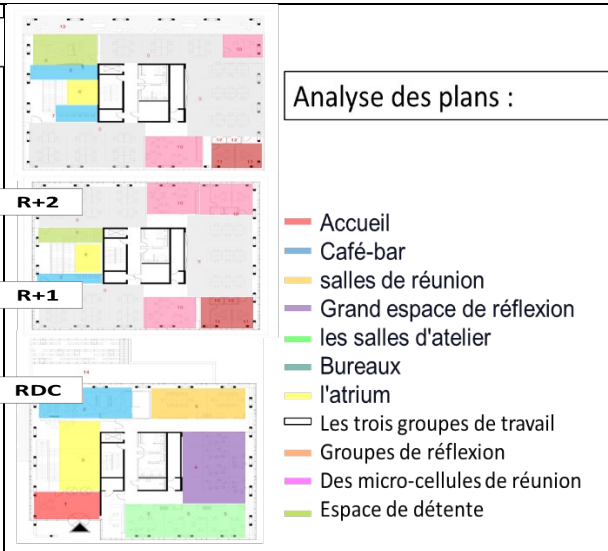 Analyse des plans :
R+2
R+1
RDC
Accueil
Café-bar
salles de réunion
Grand espace de réflexion
les salles d'atelier
Bureaux
l'atrium
Les trois groupes de travail
Groupes de réflexion
Des micro-cellules de réunion
Espace de détente